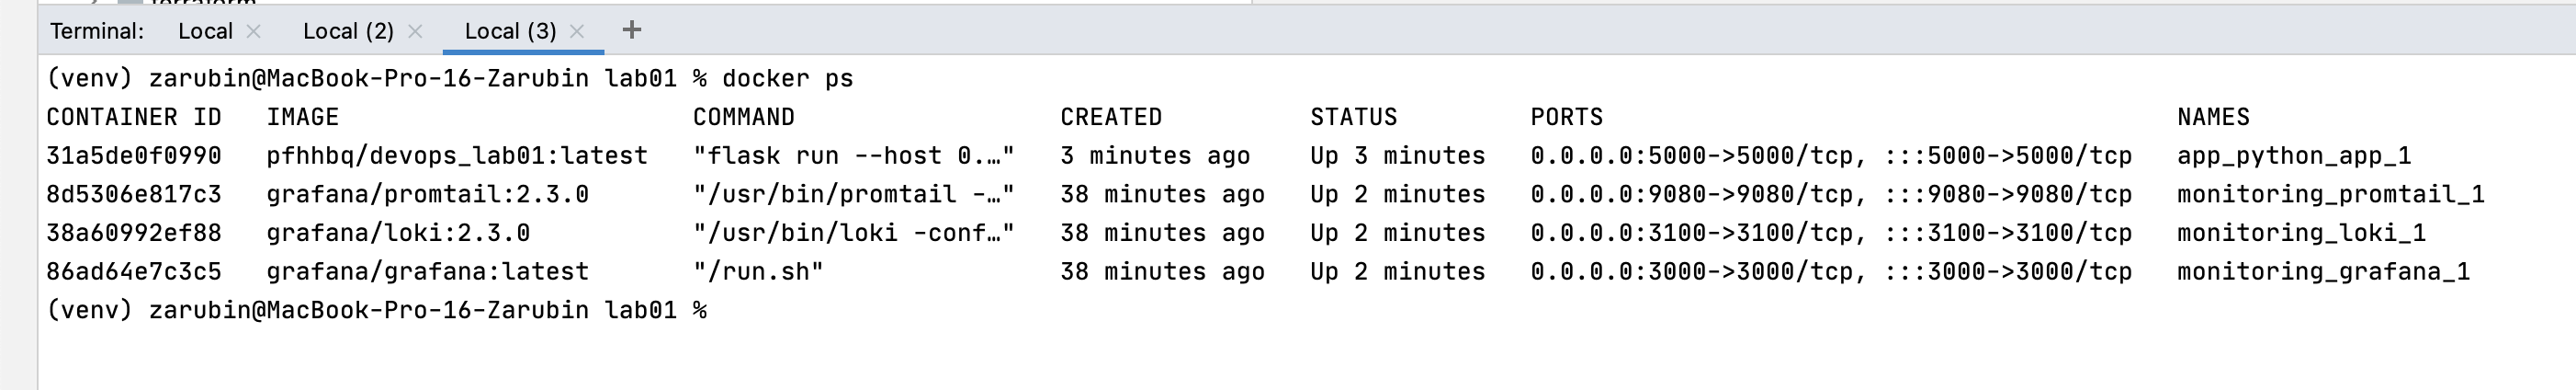 terraform
Terminal: Local × Local (2) × Local (3) × +
(venv) zarubin@MacBook-Pro-16-Zarubin lab01 % docker ps
CONTAINER ID   IMAGE                        COMMAND                  CREATED          STATUS         PORTS                                       NAMES
31a5de0f0990   pfhhbq/devops_lab01:latest   "flask run --host 0.…"   3 minutes ago    Up 3 minutes   0.0.0.0:5000->5000/tcp, :::5000->5000/tcp   app_python_app_1
8d5306e817c3   grafana/promtail:2.3.0       "/usr/bin/promtail -…"   38 minutes ago   Up 2 minutes   0.0.0.0:9080->9080/tcp, :::9080->9080/tcp   monitoring_promtail_1
38a60992ef88   grafana/loki:2.3.0           "/usr/bin/loki -conf…"   38 minutes ago   Up 2 minutes   0.0.0.0:3100->3100/tcp, :::3100->3100/tcp   monitoring_loki_1
86ad64e7c3c5   grafana/grafana:latest       "/run.sh"                38 minutes ago   Up 2 minutes   0.0.0.0:3000->3000/tcp, :::3000->3000/tcp   monitoring_grafana_1
(venv) zarubin@MacBook-Pro-16-Zarubin lab01 %